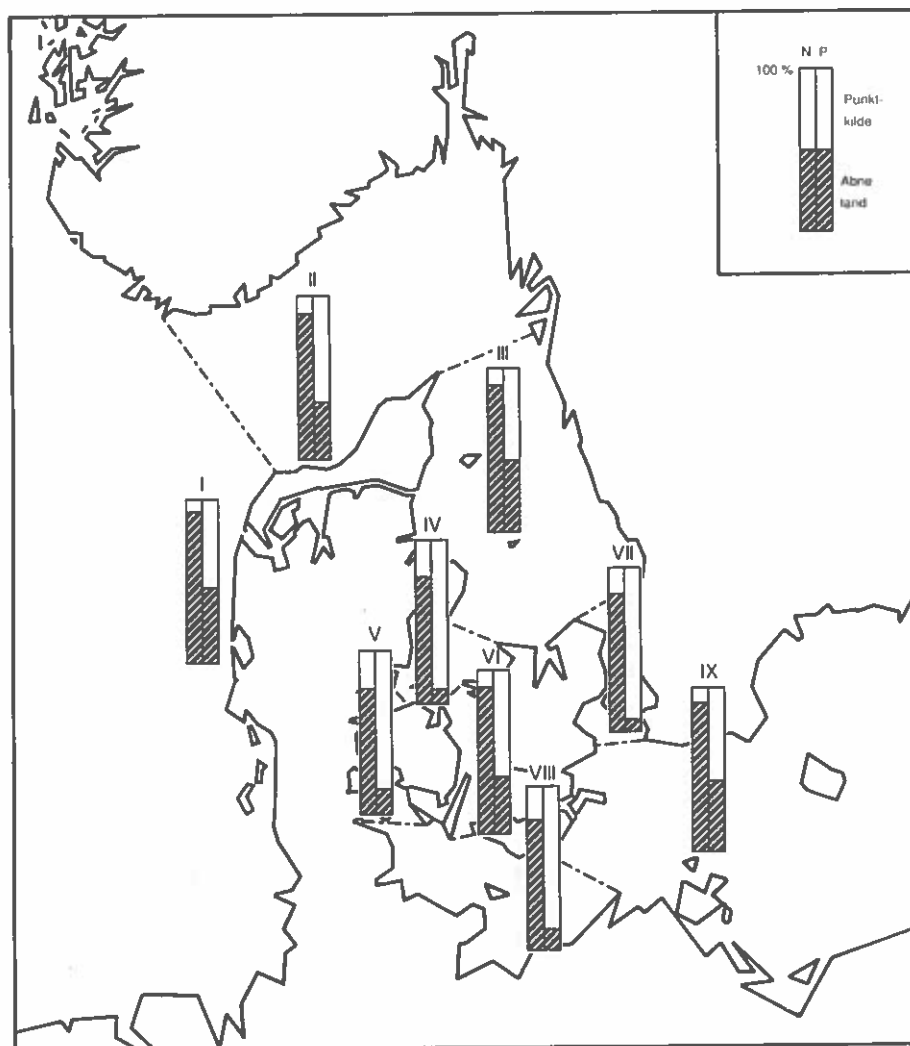 N P
100 %
Punkt-
kilde
Åbne
land
II
III
I
IV
VII
V
VI
IX
VIII